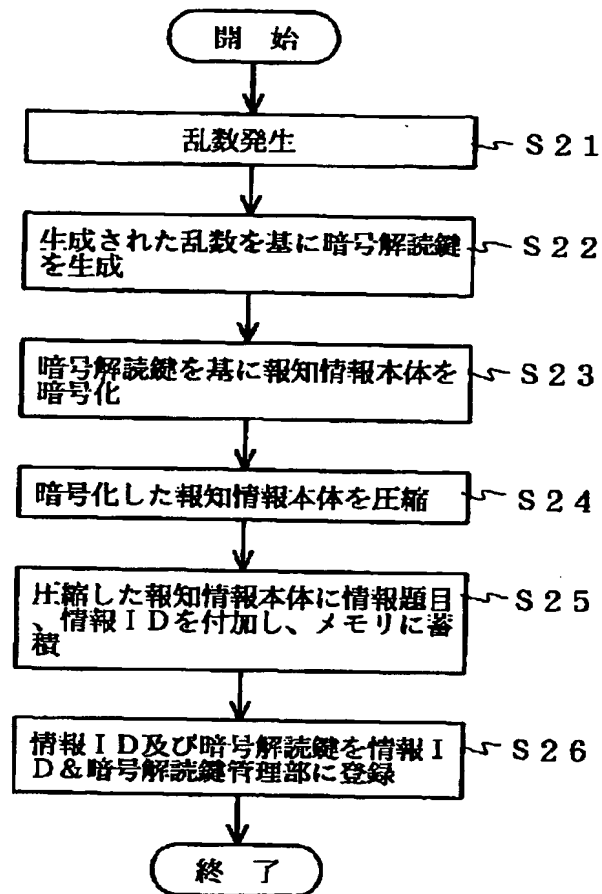 開 始
乱数発生
S21
生成された乱数を基に暗号解読鍵
を生成
S22
暗号解読鍵を基に報知情報本体を
暗号化
S23
暗号化した報知情報本体を圧縮
S24
圧縮した報知情報本体に情報題目
、情報IDを付加し、メモリに蓄
積
S25
情報ID及び暗号解読鍵を情報I
D&暗号解読鍵管理部に登録
S26
終 了